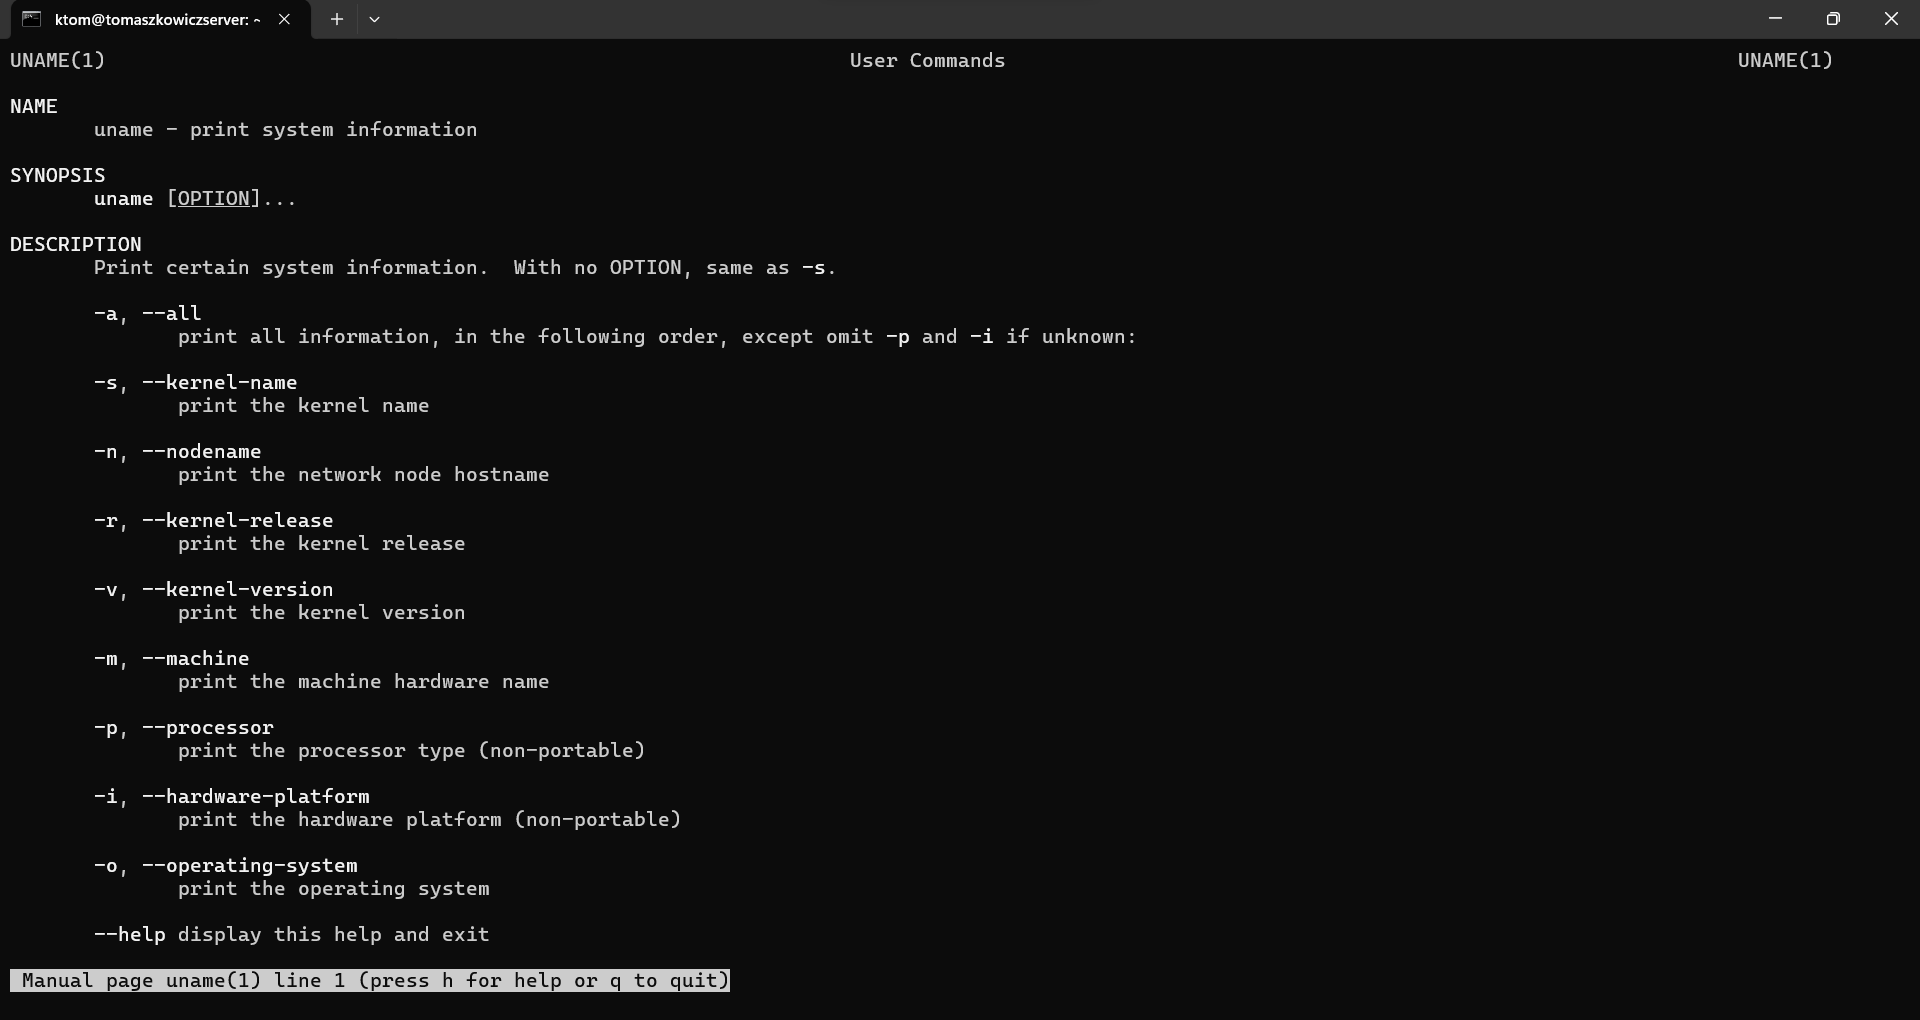 ktom@tomaszkowiczserver: ~
UNAME(1) User Commands UNAME(1)
NAME
uname - print system information
SYNOPSIS
uname [OPTION]...
DESCRIPTION
Print certain system information.  With no OPTION, same as -s.
-a, --all
print all information, in the following order, except omit -p and -i if unknown:
-s, --kernel-name
print the kernel name
-n, --nodename
print the network node hostname
-r, --kernel-release
print the kernel release
-v, --kernel-version
print the kernel version
-m, --machine
print the machine hardware name
-p, --processor
print the processor type (non-portable)
-i, --hardware-platform
print the hardware platform (non-portable)
-o, --operating-system
print the operating system
--help display this help and exit
Manual page uname(1) line 1 (press h for help or q to quit)